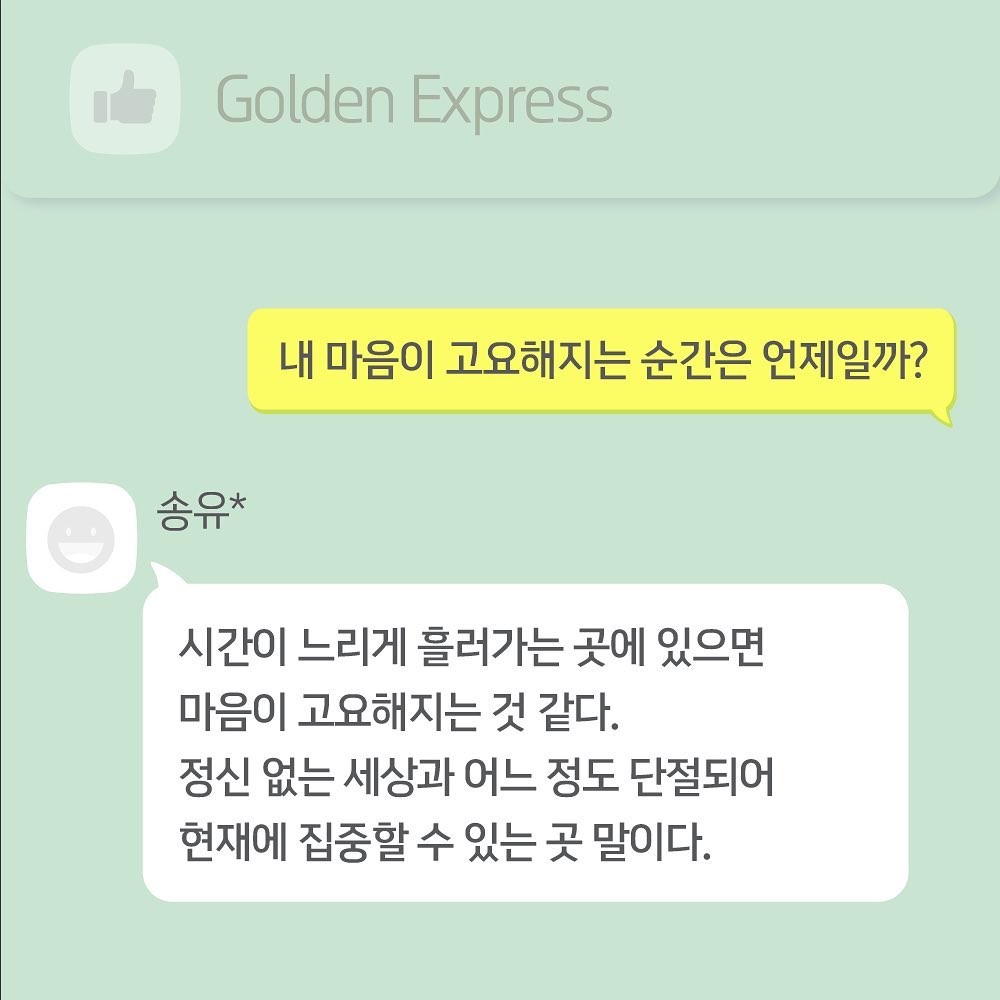 Golden Express
내 마음이 고요해지는 순간은 언제일까?
송유*
시간이 느리게 흘러가는 곳에 있으면
마음이 고요해지는 것 같다.
정신 없는 세상과 어느 정도 단절되어
현재에 집중할 수 있는 곳 말이다.